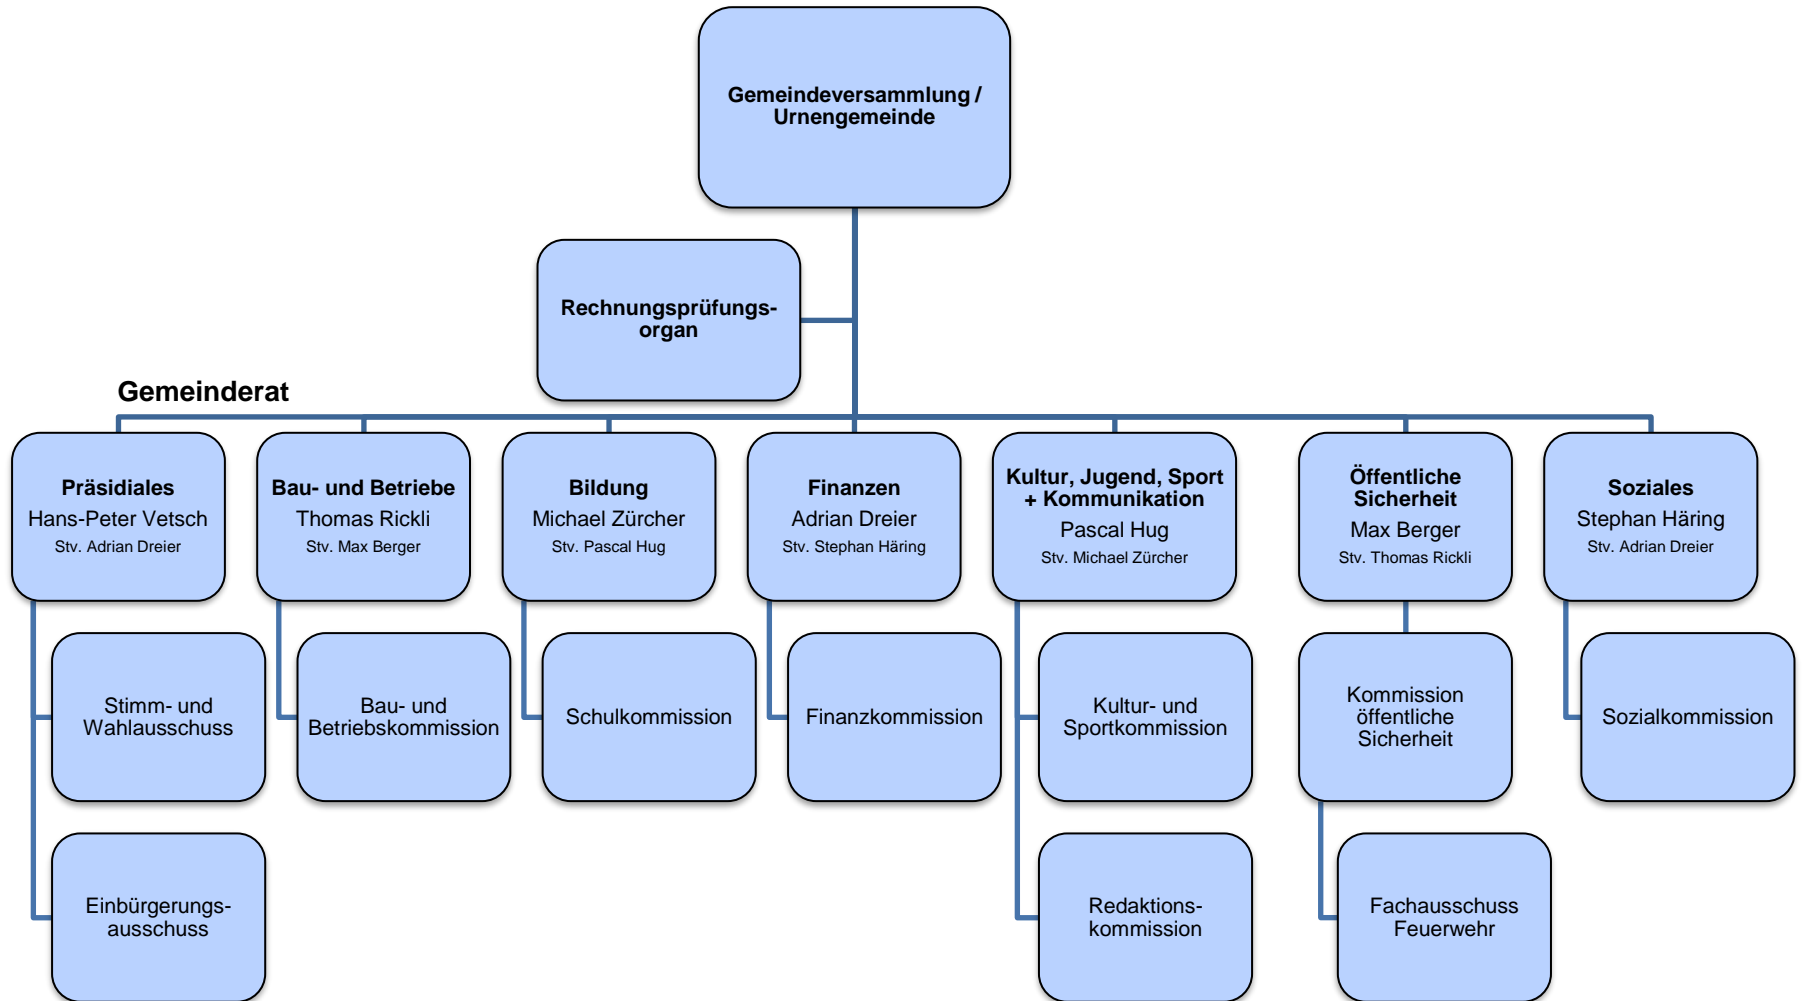 Gemeindeversammlung /
Urnengemeinde
Rechnungsprüfungs-
organ
Gemeinderat
Präsidiales
Hans-Peter Vetsch
Stv. Adrian Dreier
Bau- und Betriebe
Thomas Rickli
Stv. Max Berger
Bildung
Michael Zürcher
Stv. Pascal Hug
Finanzen
Adrian Dreier
Stv. Stephan Häring
Kultur, Jugend, Sport
+ Kommunikation
Pascal Hug
Stv. Michael Zürcher
Öffentliche
Sicherheit
Max Berger
Stv. Thomas Rickli
Soziales
Stephan Häring
Stv. Adrian Dreier
Stimm- und
Wahlausschuss
Bau- und
Betriebskommission
Schulkommission
Finanzkommission
Kultur- und
Sportkommission
Kommission
öffentliche
Sicherheit
Sozialkommission
Einbürgerungs-
ausschuss
Redaktions-
kommission
Fachausschuss
Feuerwehr